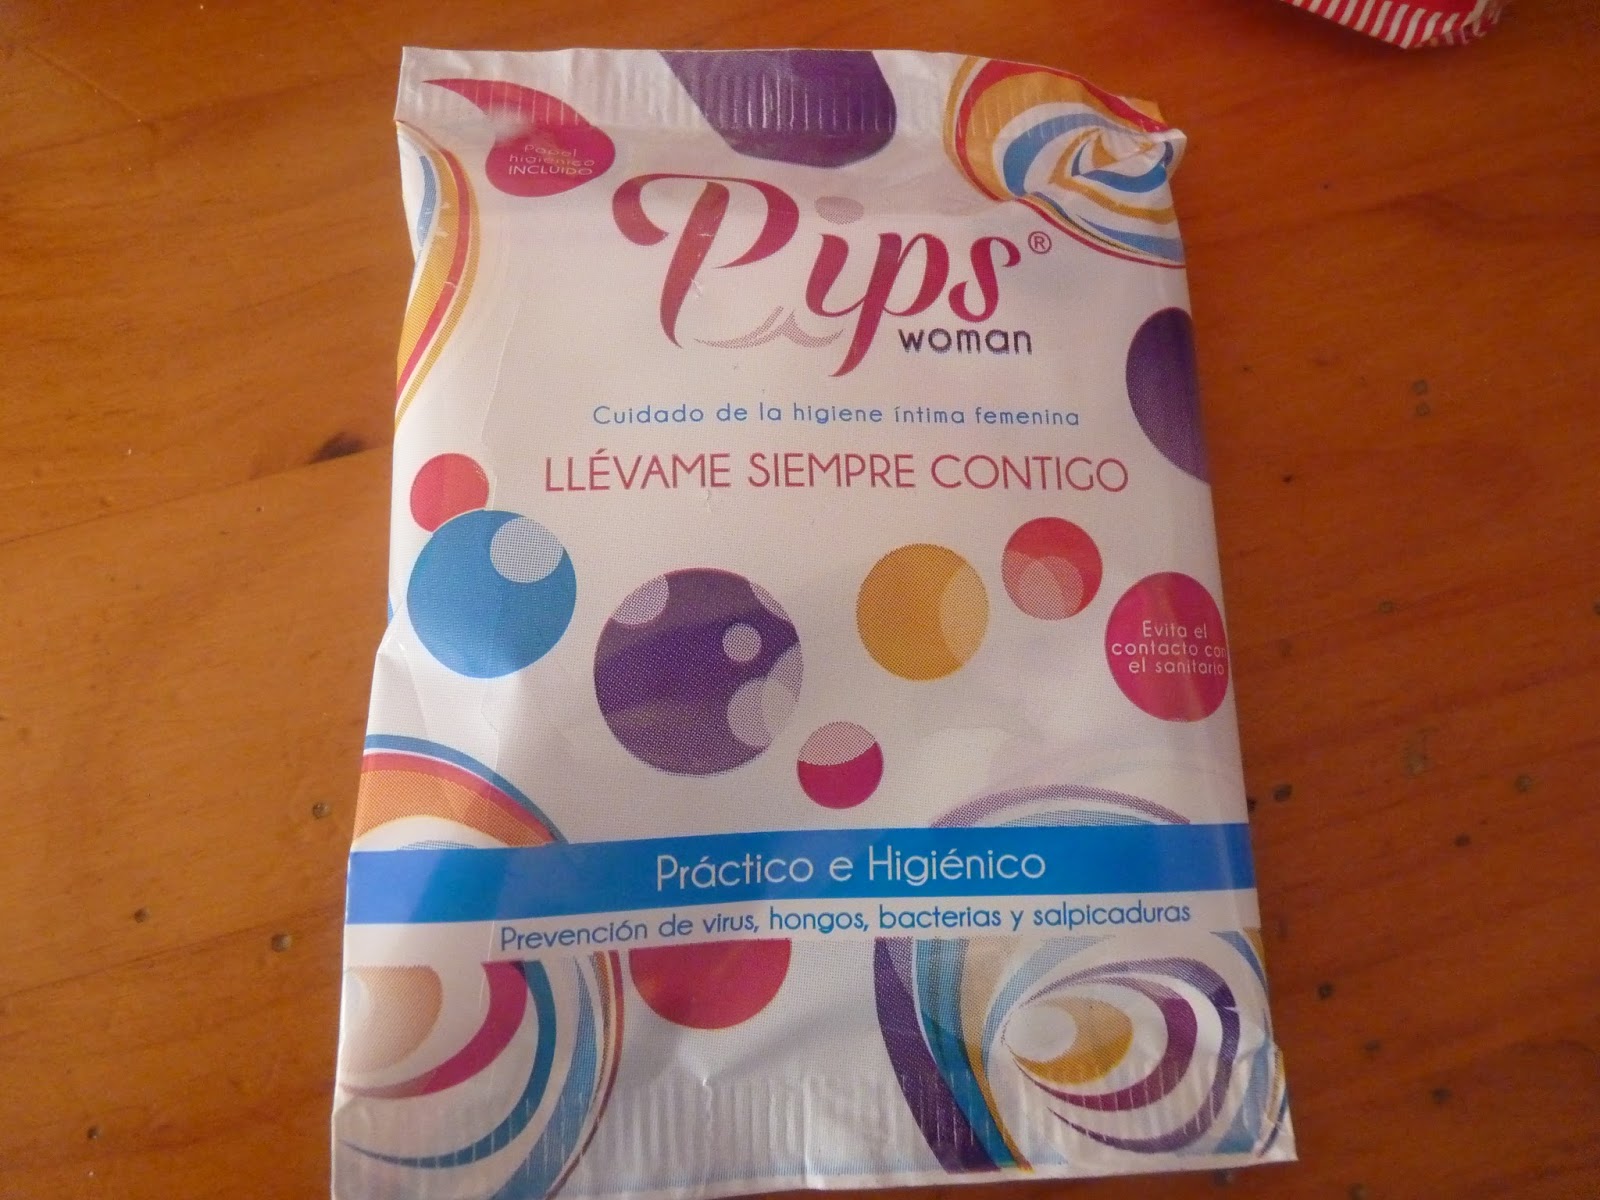 Papel
higiénico
INCLUIDO
Pips®
woman
Cuidado de la higiene íntima femenina
LLÉVAME SIEMPRE CONTIGO
Evita el
contacto con
el sanitario
Práctico e Higiénico
Prevención de virus, hongos, bacterias y salpicaduras